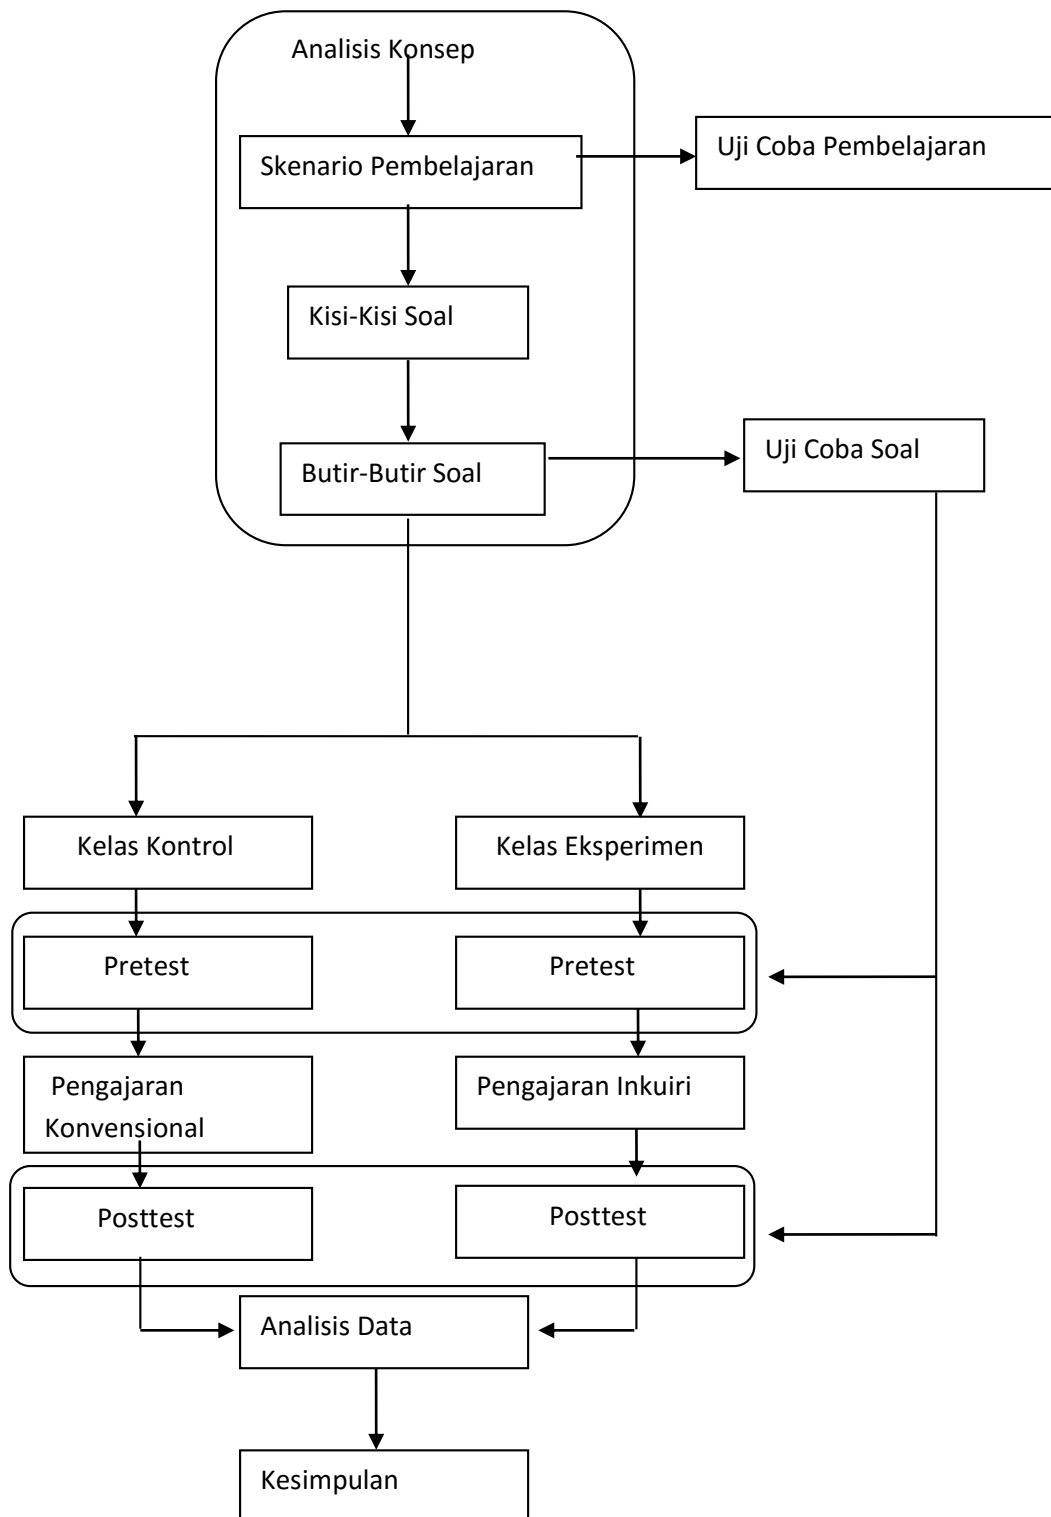 Analisis Konsep
Skenario Pembelajaran
Uji Coba Pembelajaran
Kisi-Kisi Soal
Butir-Butir Soal
Uji Coba Soal
Kelas Kontrol
Kelas Eksperimen
Pretest
Pretest
Pengajaran
Konvensional
Pengajaran Inkuiri
Posttest
Posttest
Analisis Data
Kesimpulan